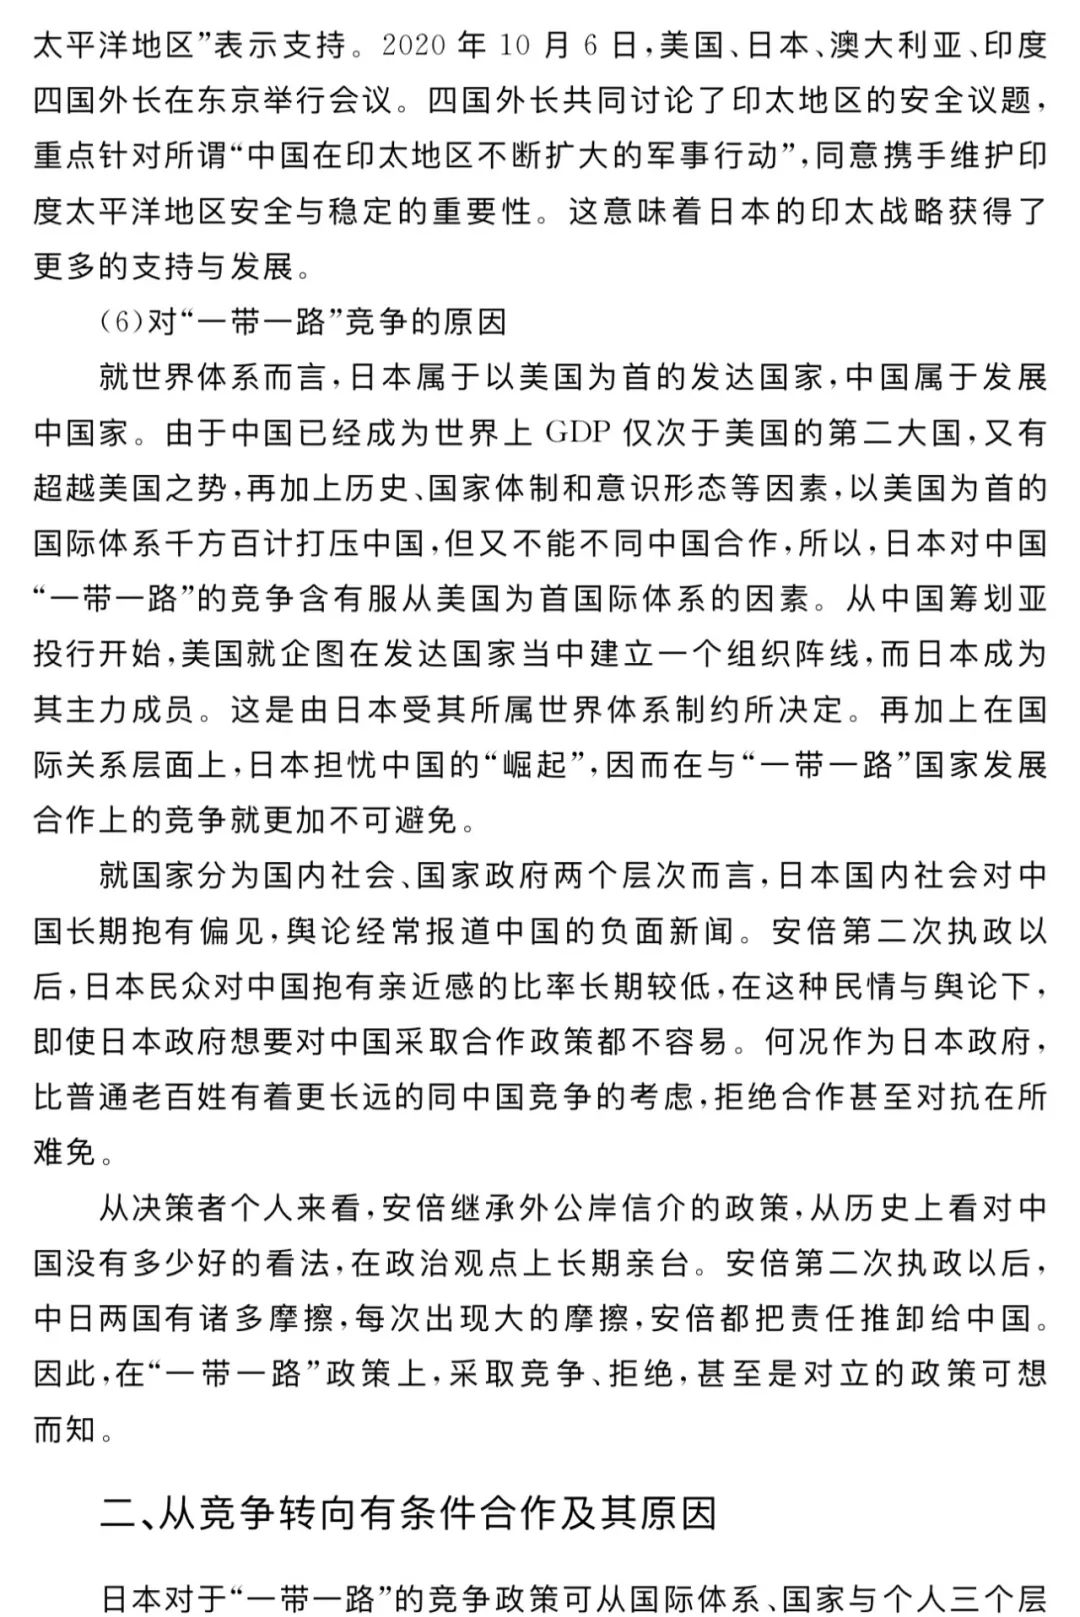 太平洋地区”表示支持。2020 年 10 月 6 日,美国、日本、澳大利亚、印度
四国外长在东京举行会议。四国外长共同讨论了印太地区的安全议题,
重点针对所谓“中国在印太地区不断扩大的军事行动”,同意携手维护印
度太平洋地区安全与稳定的重要性。这意味着日本的印太战略获得了
更多的支持与发展。
(6)对“一带一路”竞争的原因
就世界体系而言,日本属于以美国为首的发达国家,中国属于发展
中国家。由于中国已经成为世界上 GDP 仅次于美国的第二大国,又有
超越美国之势,再加上历史、国家体制和意识形态等因素,以美国为首的
国际体系千方百计打压中国,但又不能不同中国合作,所以,日本对中国
“一带一路”的竞争含有服从美国为首国际体系的因素。从中国筹划亚
投行开始,美国就企图在发达国家当中建立一个组织阵线,而日本成为
其主力成员。这是由日本受其所属世界体系制约所决定。再加上在国
际关系层面上,日本担忧中国的“崛起”,因而在与“一带一路”国家发展
合作上的竞争就更加不可避免。
就国家分为国内社会、国家政府两个层次而言,日本国内社会对中
国长期抱有偏见,舆论经常报道中国的负面新闻。安倍第二次执政以
后,日本民众对中国抱有亲近感的比率长期较低,在这种民情与舆论下,
即使日本政府想要对中国采取合作政策都不容易。何况作为日本政府,
比普通老百姓有着更长远的同中国竞争的考虑,拒绝合作甚至对抗在所
难免。
从决策者个人来看,安倍继承外公岸信介的政策,从历史上看对中
国没有多少好的看法,在政治观点上长期亲台。安倍第二次执政以后,
中日两国有诸多摩擦,每次出现大的摩擦,安倍都把责任推卸给中国。
因此,在“一带一路”政策上,采取竞争、拒绝,甚至是对立的政策可想
而知。
二、从竞争转向有条件合作及其原因
日本对于“一带一路”的竞争政策可从国际体系、国家与个人三个层